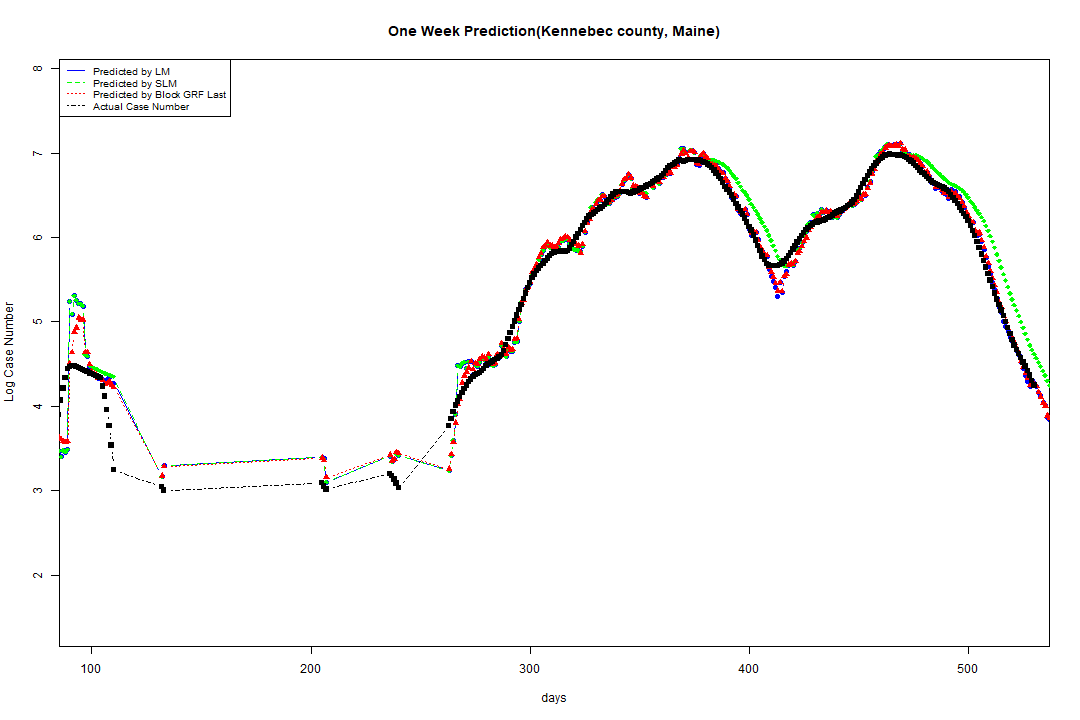 One Week Prediction(Kennebec county, Maine)
Predicted by LM
Predicted by SLM
Predicted by Block GRF Last
Actual Case Number
8
7
6
5
4
3
2
Log Case Number
100 200 300 400 500
days